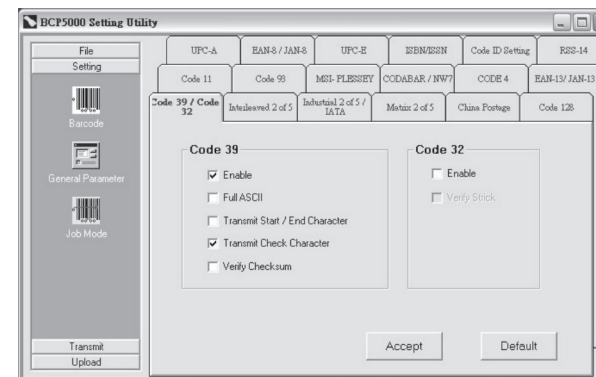 BCP5000 Setting Utility
File
Setting
Barcode
General Parameter
Job Mode
Transmit
Upload
UPC-A
EAN-8 / JAN-8
UPC-E
ISBN/ISSN
Code ID Setting
RSS-14
Code 11
Code 93
MSI- PLESSEY
CODABAR / NW7
CODE 4
EAN-13/ JAN-13
Code 39 / Code
32
Interleaved 2 of 5
Industrial 2 of 5 /
IATA
Matrix 2 of 5
China Postage
Code 128
Code 39
Enable
Full ASCII
Transmit Start / End Character
Transmit Check Character
Verify Checksum
Code 32
Enable
Verify Strick
Accept
Default